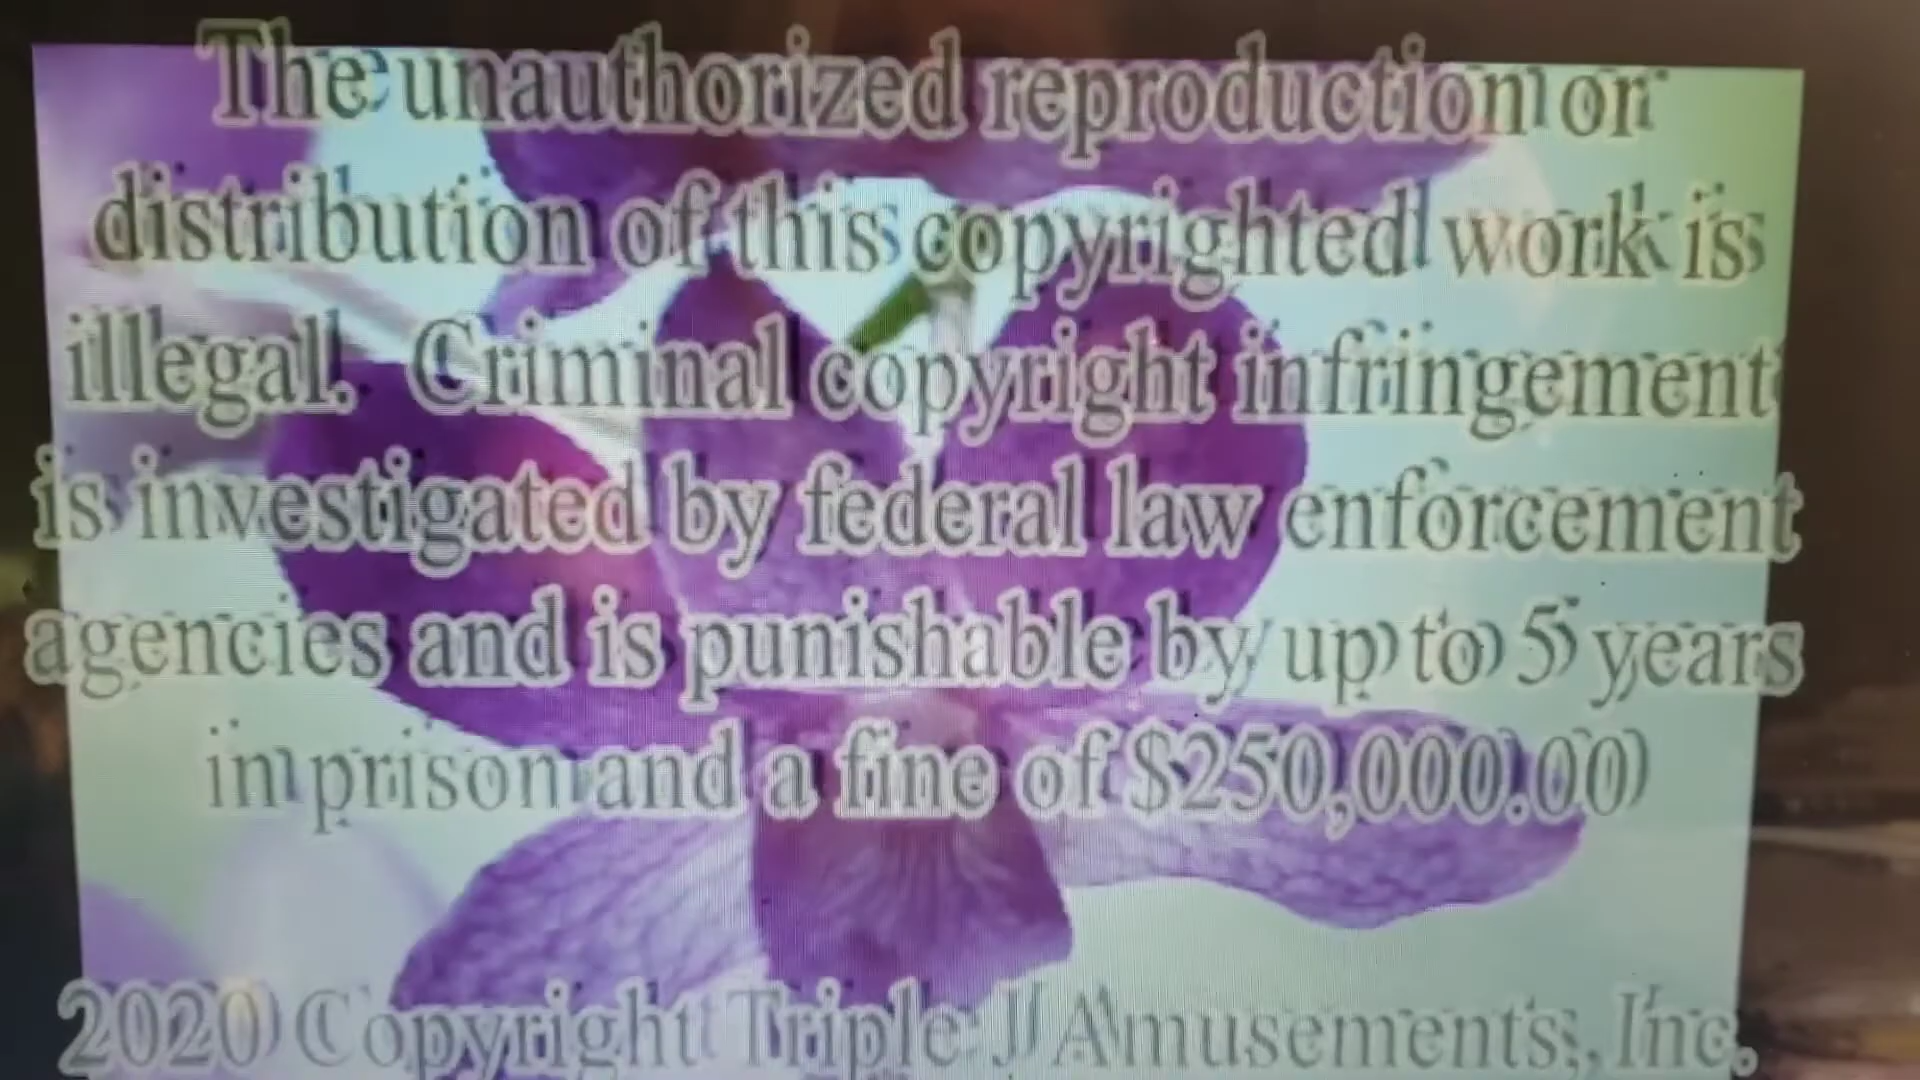 The unauthorized reproduction or
distribution of this copyrighted work is
illegal. Criminal copyright infringement
is investigated by federal law enforcement
agencies and is punishable by up to 5 years
in prison and a fine of $250,000.00
2020 Copyright Triple J Amusements, Inc.